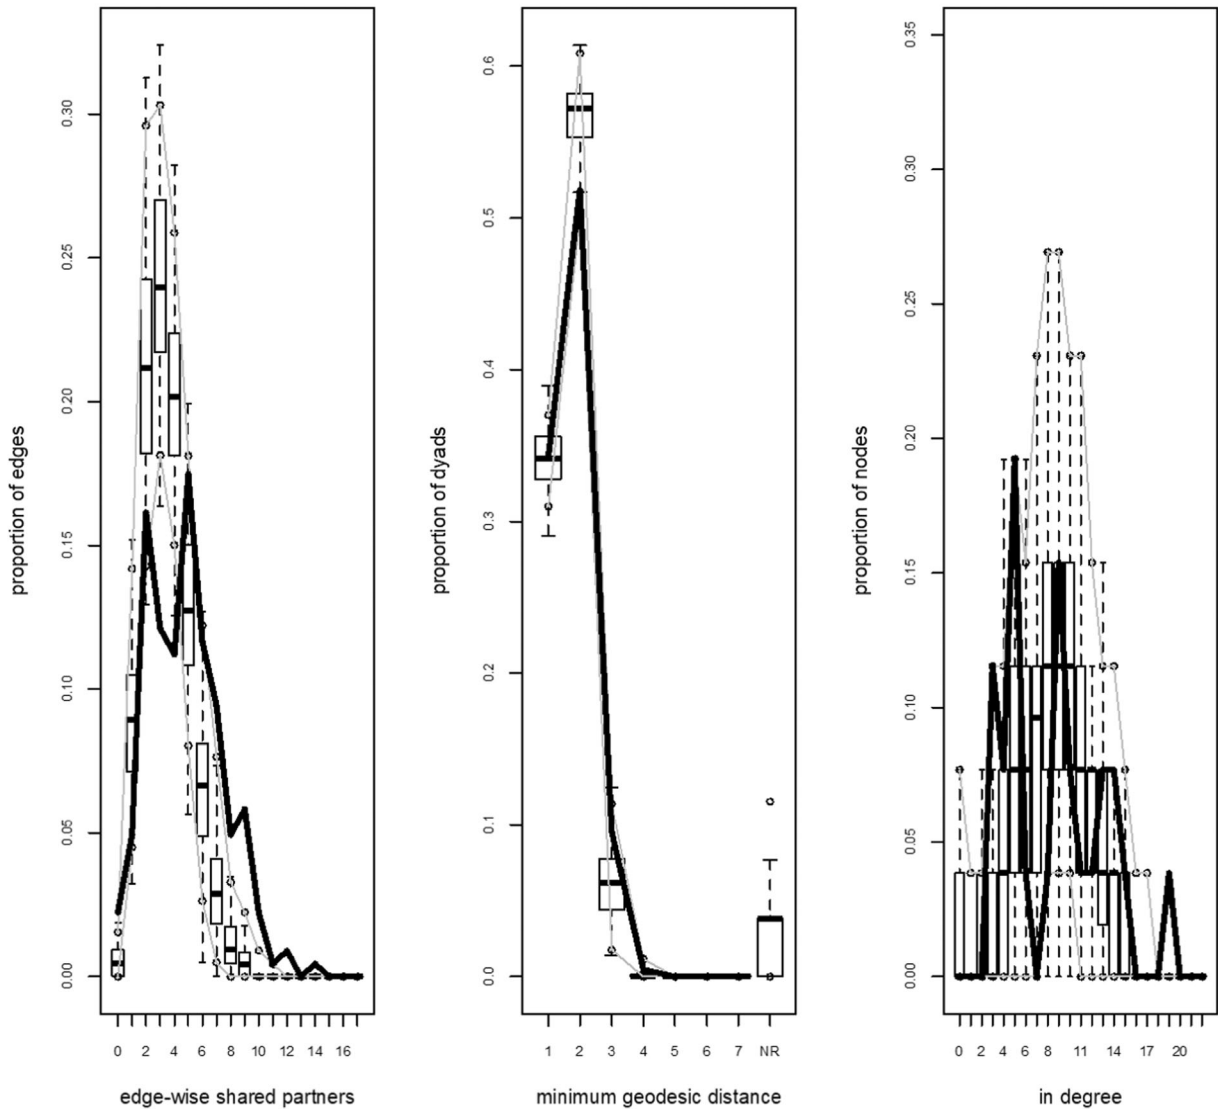 proportion of edges
0.00
0.05
0.10
0.15
0.20
0.25
0.30
0 2 4 6 8 10 12 14 16
edge-wise shared partners
proportion of dyads
0.0
0.1
0.2
0.3
0.4
0.5
0.6
1 2 3 4 5 6 7 NR
minimum geodesic distance
proportion of nodes
0.00
0.05
0.10
0.15
0.20
0.25
0.30
0.35
0 2 4 6 8 11 14 17 20
in degree